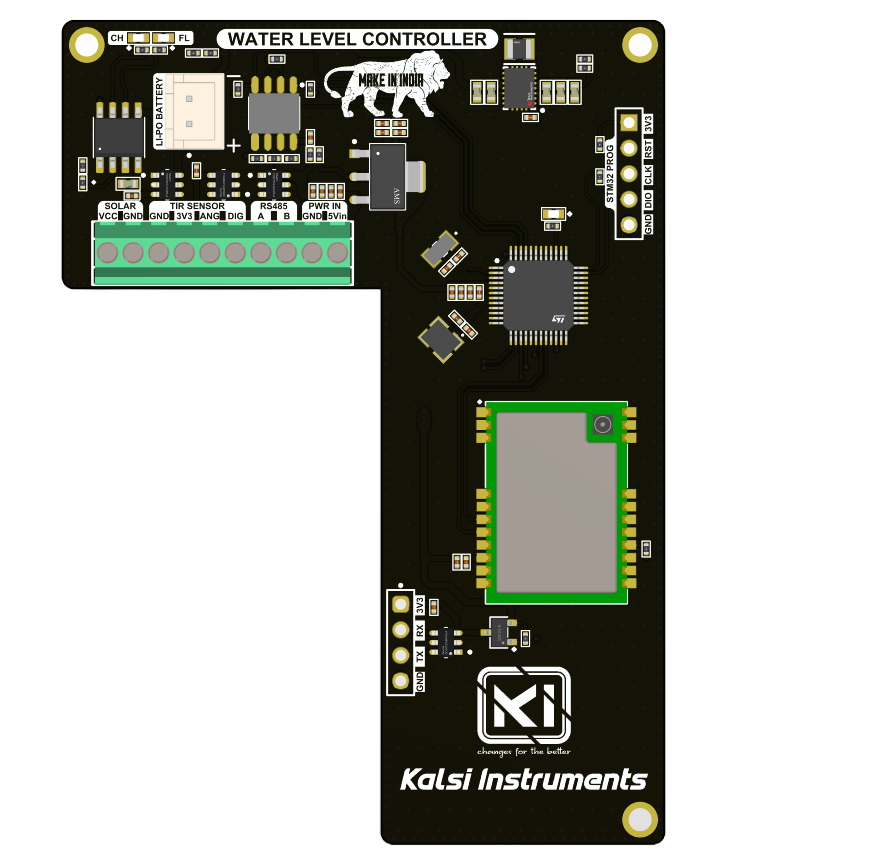 CH FL
WATER LEVEL CONTROLLER
MAKE IN INDIA
LI-PO BATTERY
− +
AMS
SOLAR TIR SENSOR RS485 PWR IN
VCC GND GND 3V3 ANG DIG A B GND 5Vin
STM32 PROG
3V3
RST
CLK
DIO
GND
ST
3V3
RX
TX
GND
Ki
changes for the better
Kalsi Instruments